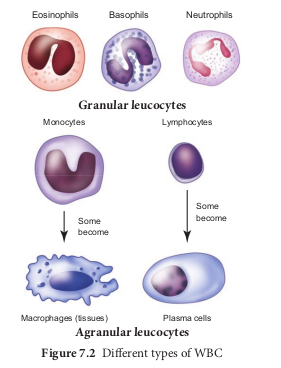 Eosinophils Basophils Neutrophils
Granular leucocytes
Monocytes Lymphocytes
Some
become
Some
become
Macrophages (tissues) Plasma cells
Agranular leucocytes
Figure 7.2 Different types of WBC